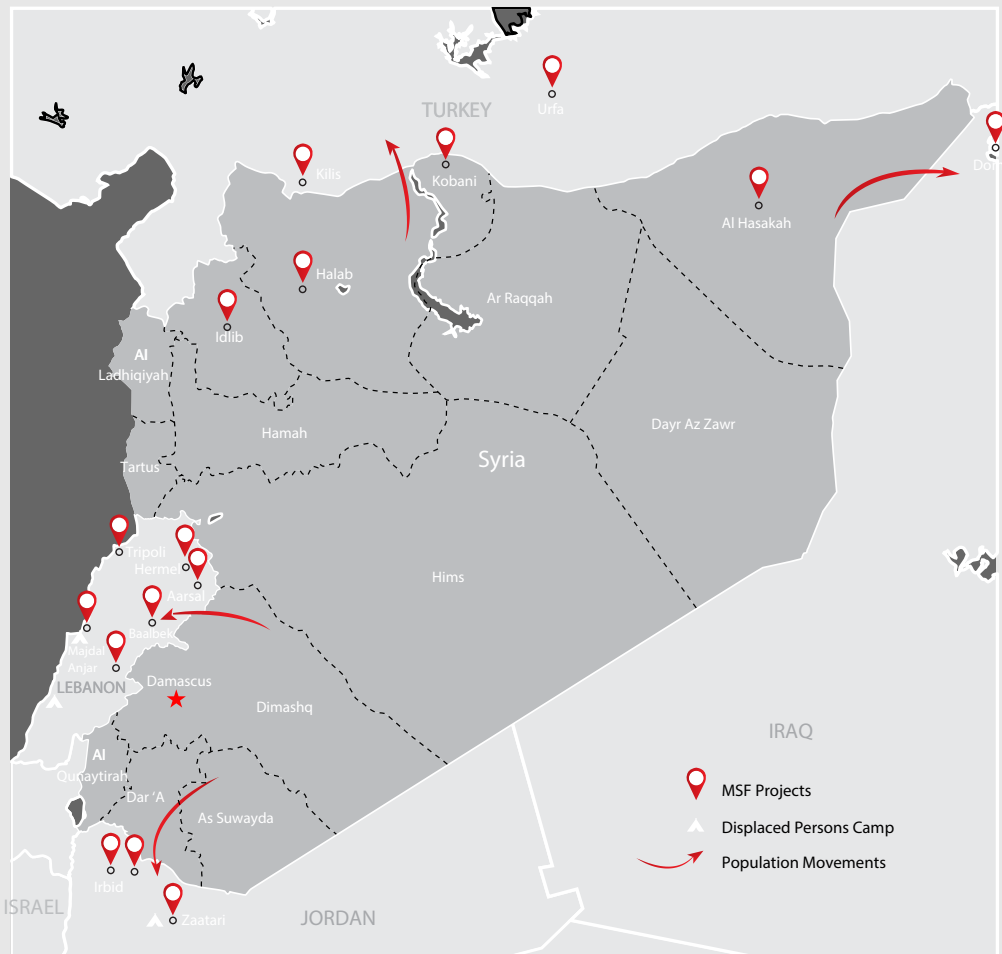 TURKEY
Urfa
Kilis
Kobani
Al Hasakah
Halab
Ar Raqqah
Idlib
Al
Ladhiqiyah
Hamah
Dayr Az Zawr
Syria
Tartus
Tripoli
Hermel
Hims
Aarsal
Baalbek
Majdal
Anjar
LEBANON
Damascus
Dimashq
IRAQ
Al
Qunaytirah
Dar ‘A
As Suwayda
Irbid
ISRAEL
JORDAN
Zaatari
MSF Projects
Displaced Persons Camp
Population Movements